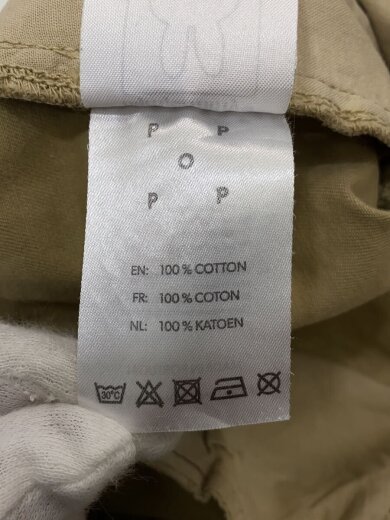 P P
O
P P
EN: 100% COTTON
FR: 100% COTON
NL: 100% KATOEN
30°C